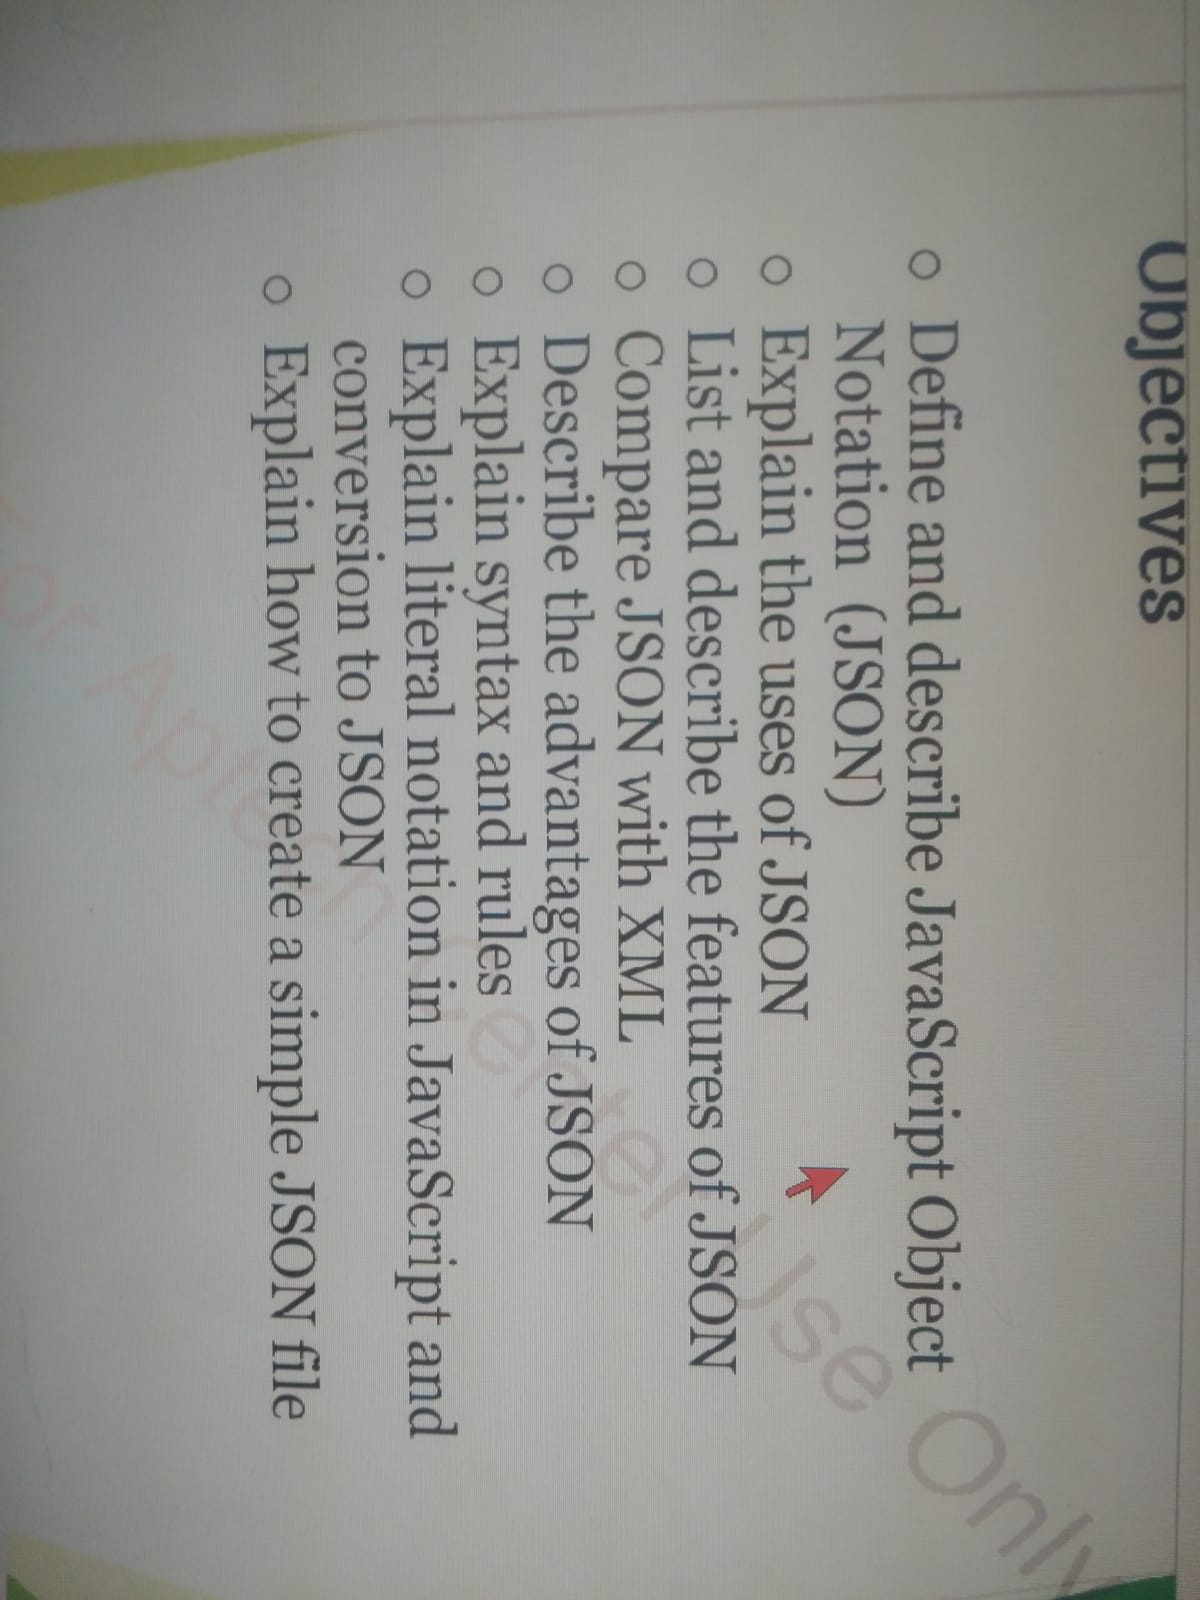 Objectives
○ Define and describe JavaScript Object
Notation (JSON)
○ Explain the uses of JSON
○ List and describe the features of JSON
○ Compare JSON with XML
○ Describe the advantages of JSON
○ Explain syntax and rules
○ Explain literal notation in JavaScript and
conversion to JSON
○ Explain how to create a simple JSON file
For Aptech Center Use Only